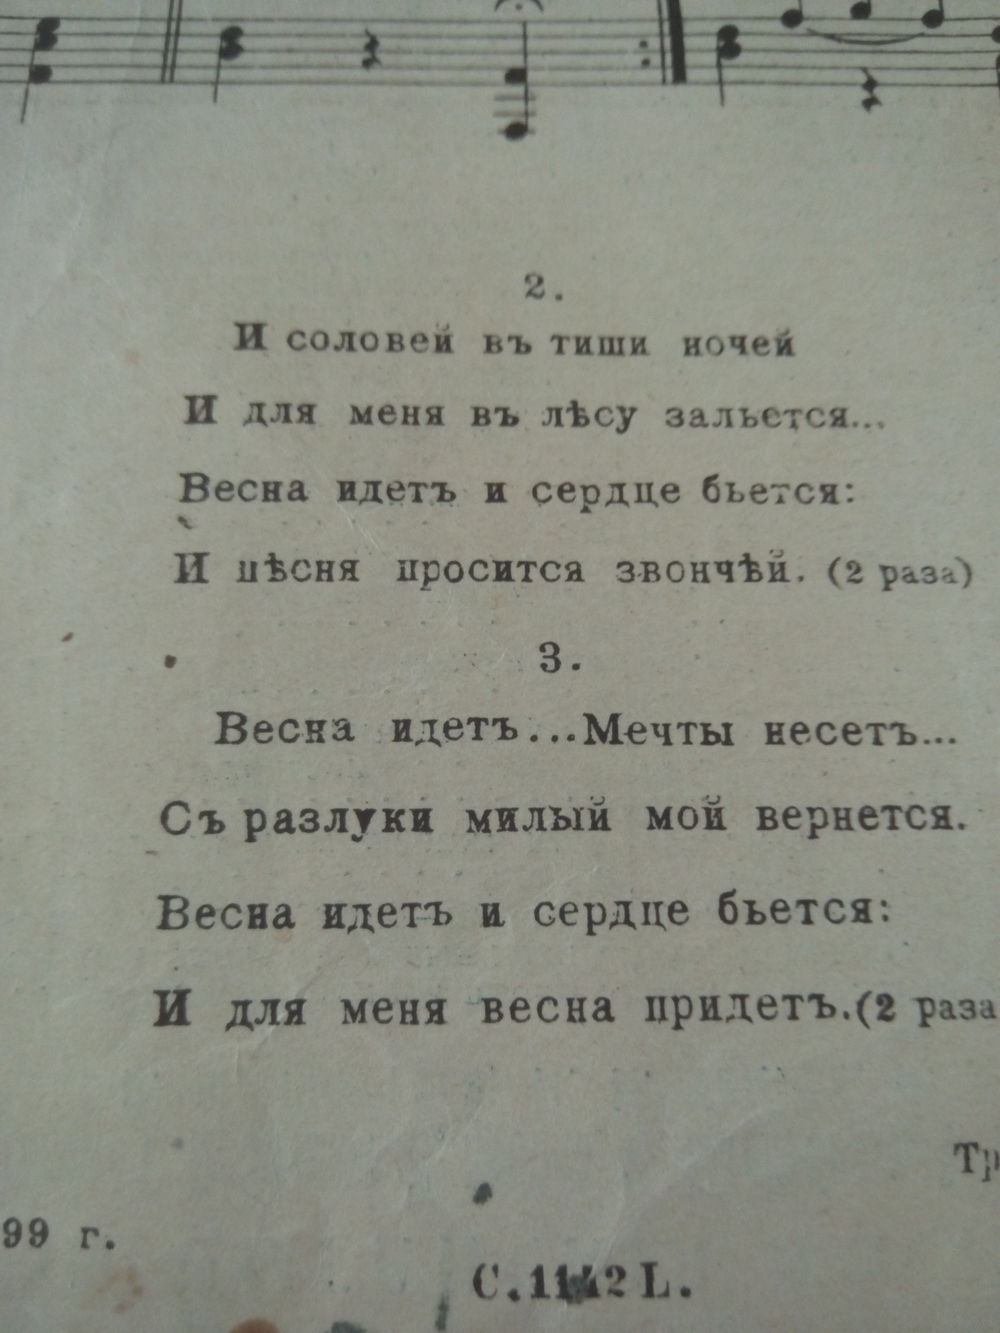 2.
И соловей въ тиши ночей
И для меня въ лѣсу зальется...
Весна идетъ и сердце бьется:
И пѣсня просится звончѣй. (2 раза)
3.
Весна идетъ...Мечты несетъ...
Съ разлуки милый мой вернется.
Весна идетъ и сердце бьется:
И для меня весна придетъ.(2 раза
99 г.
С.1142 L.